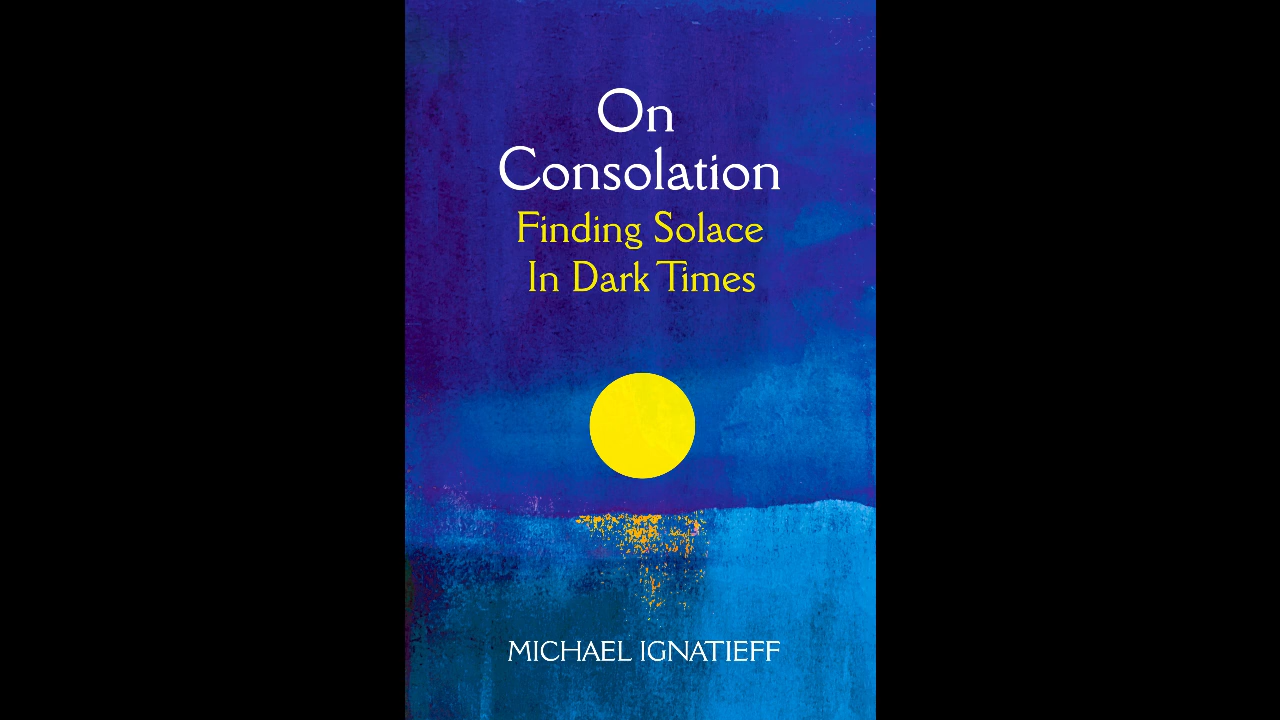 On
Consolation
Finding Solace
In Dark Times
MICHAEL IGNATIEFF